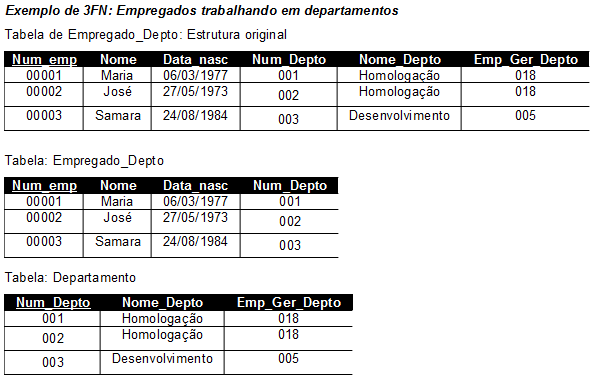 Exemplo de 3FN: Empregados trabalhando em departamentos
Tabela de Empregado_Depto: Estrutura original
Num_emp Nome Data_nasc Num_Depto Nome_Depto Emp_Ger_Depto
00001 Maria 06/03/1977 001 Homologação 018
00002 José 27/05/1973 002 Homologação 018
00003 Samara 24/08/1984 003 Desenvolvimento 005
Tabela: Empregado_Depto
Num_emp Nome Data_nasc Num_Depto
00001 Maria 06/03/1977 001
00002 José 27/05/1973 002
00003 Samara 24/08/1984 003
Tabela: Departamento
Num_Depto Nome_Depto Emp_Ger_Depto
001 Homologação 018
002 Homologação 018
003 Desenvolvimento 005